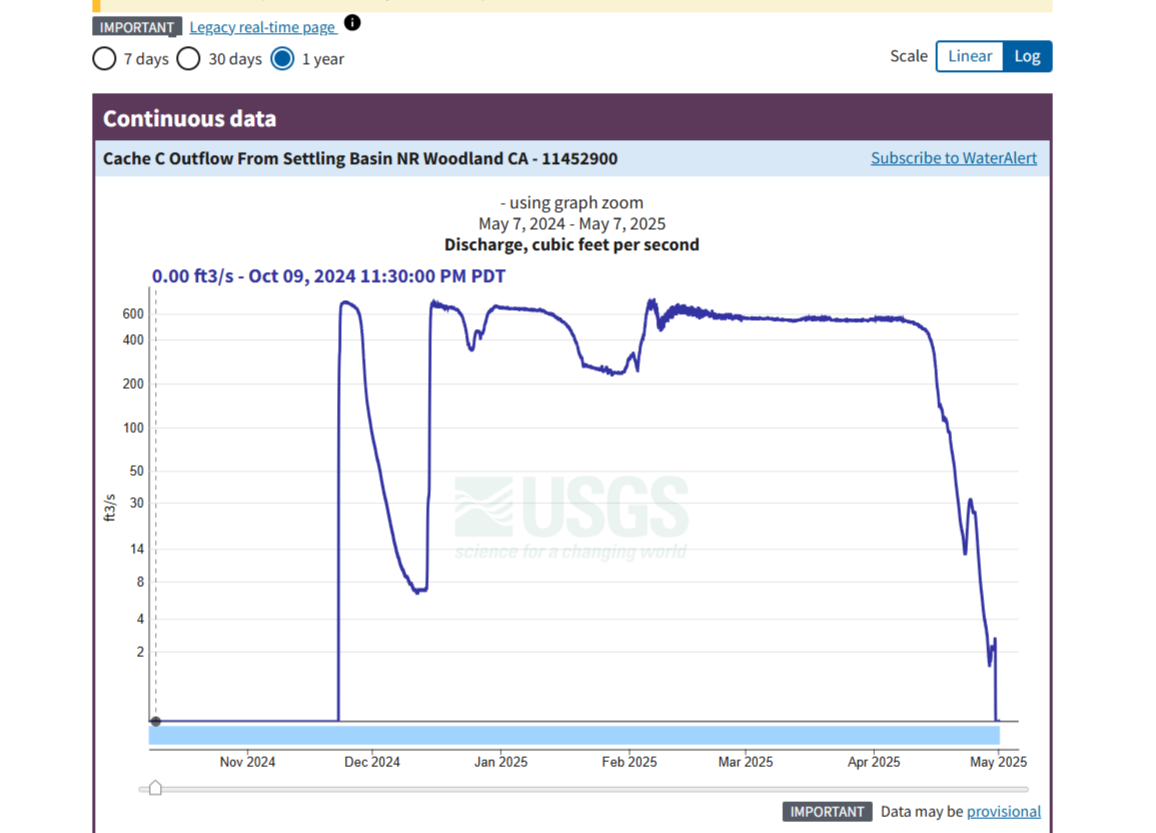 IMPORTANT Legacy real-time page i
7 days 30 days 1 year
Scale Linear Log
Continuous data
Cache C Outflow From Settling Basin NR Woodland CA - 11452900 Subscribe to WaterAlert
- using graph zoom
May 7, 2024 - May 7, 2025
Discharge, cubic feet per second
0.00 ft3/s - Oct 09, 2024 11:30:00 PM PDT
600
400
200
100
50
30
14
8
4
2
ft3/s
USGS
science for a changing world
Nov 2024 Dec 2024 Jan 2025 Feb 2025 Mar 2025 Apr 2025 May 2025
IMPORTANT Data may be provisional